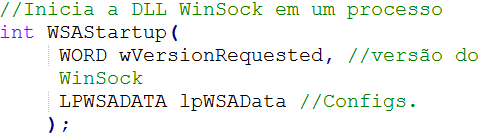 //Inicia a DLL WinSock em um processo
int WSAStartup(
WORD wVersionRequested, //versão do
WinSock
LPWSADATA lpWSAData //Configs.
);